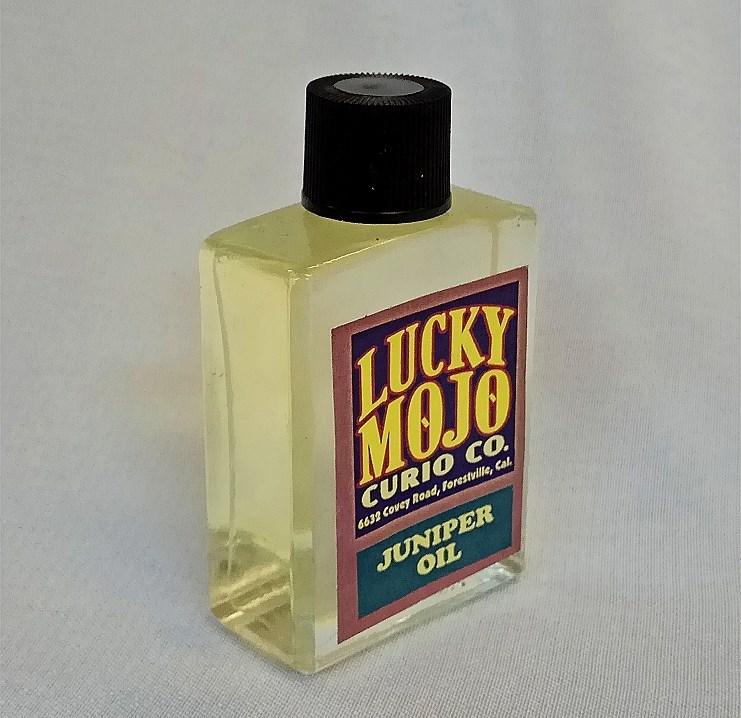 LUCKY
MOJO
CURIO CO.
6632 Covey Road, Forestville, Cal.
JUNIPER
OIL